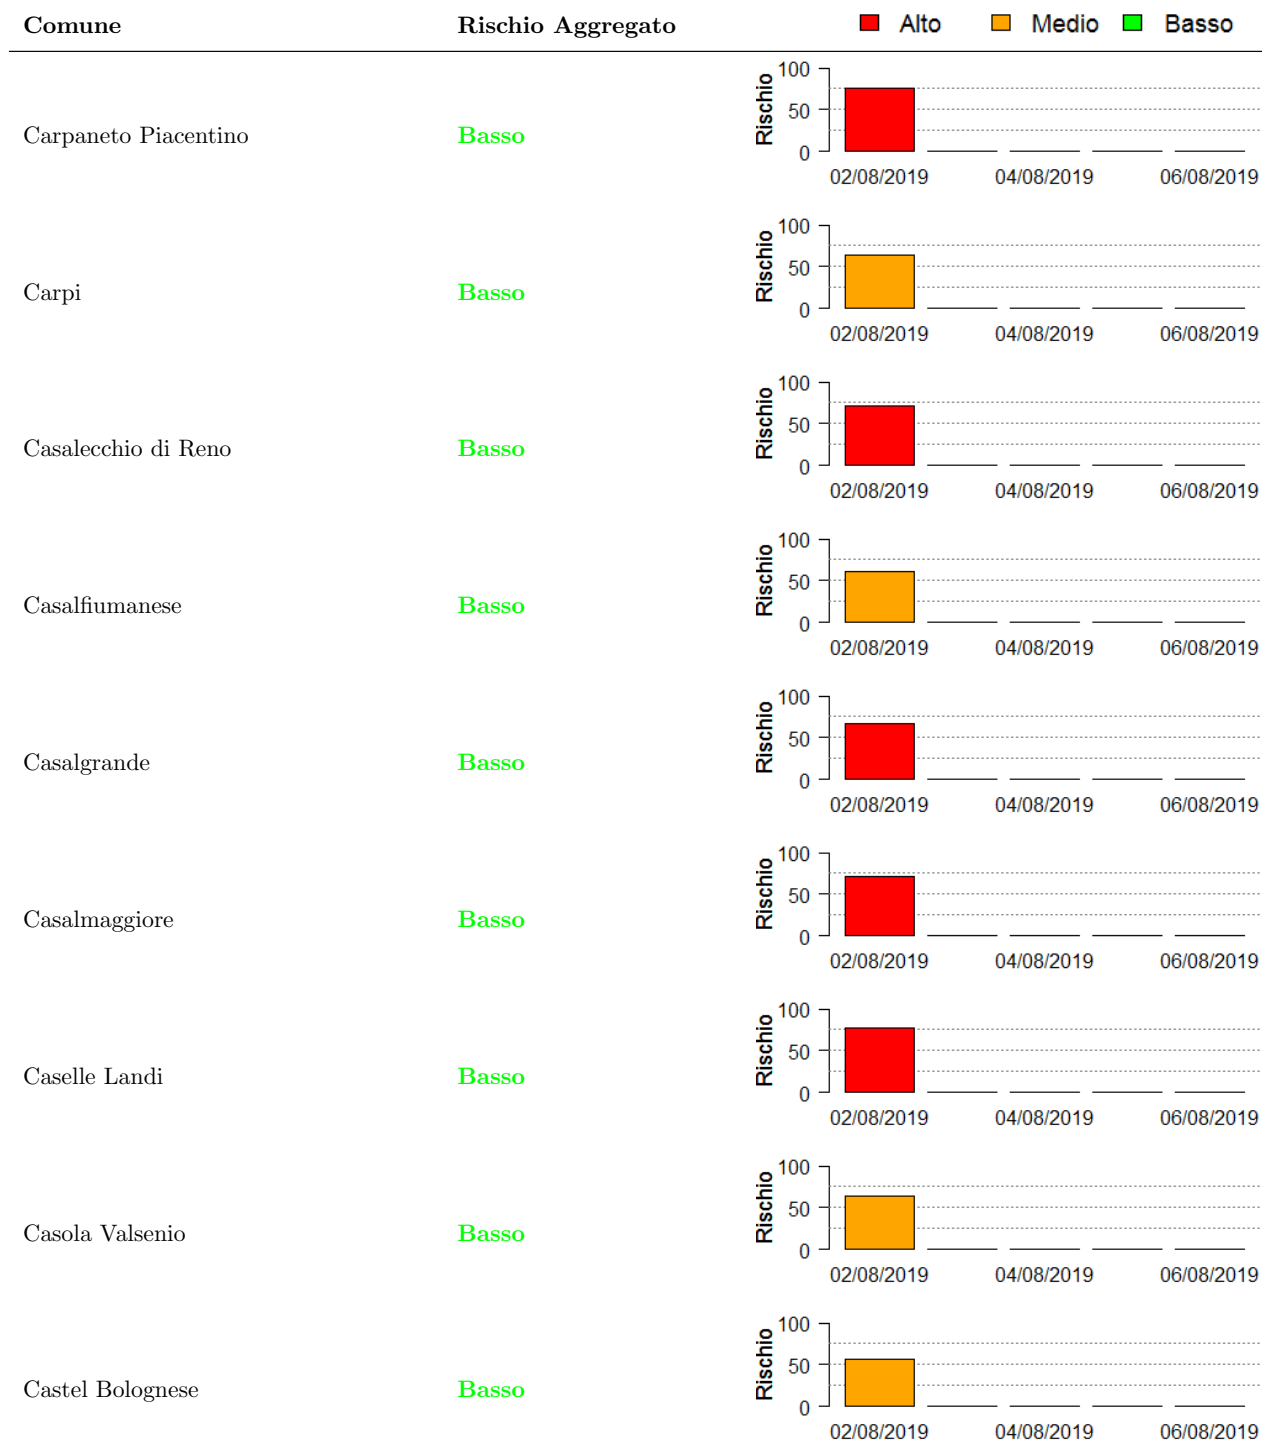 Comune Rischio Aggregato Alto Medio Basso
100
50
0
Rischio
Carpaneto Piacentino Basso
02/08/2019 04/08/2019 06/08/2019
100
50
0
Rischio
Carpi Basso
02/08/2019 04/08/2019 06/08/2019
100
50
0
Rischio
Casalecchio di Reno Basso
02/08/2019 04/08/2019 06/08/2019
100
50
0
Rischio
Casalfiumanese Basso
02/08/2019 04/08/2019 06/08/2019
100
50
0
Rischio
Casalgrande Basso
02/08/2019 04/08/2019 06/08/2019
100
50
0
Rischio
Casalmaggiore Basso
02/08/2019 04/08/2019 06/08/2019
100
50
0
Rischio
Caselle Landi Basso
02/08/2019 04/08/2019 06/08/2019
100
50
0
Rischio
Casola Valsenio Basso
02/08/2019 04/08/2019 06/08/2019
100
50
0
Rischio
Castel Bolognese Basso
02/08/2019 04/08/2019 06/08/2019